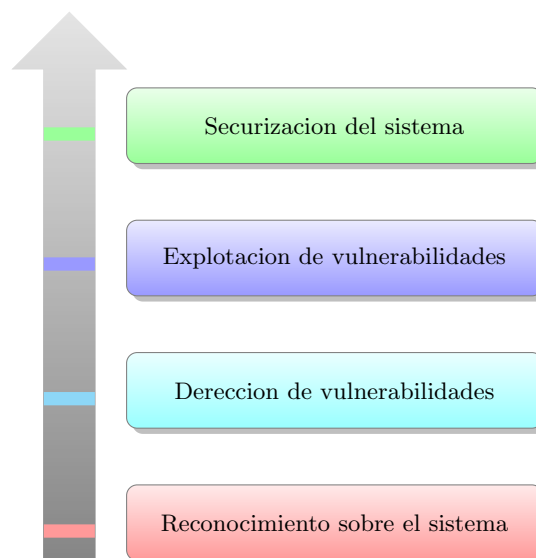 Securizacion del sistema
Explotacion de vulnerabilidades
Dereccion de vulnerabilidades
Reconocimiento sobre el sistema